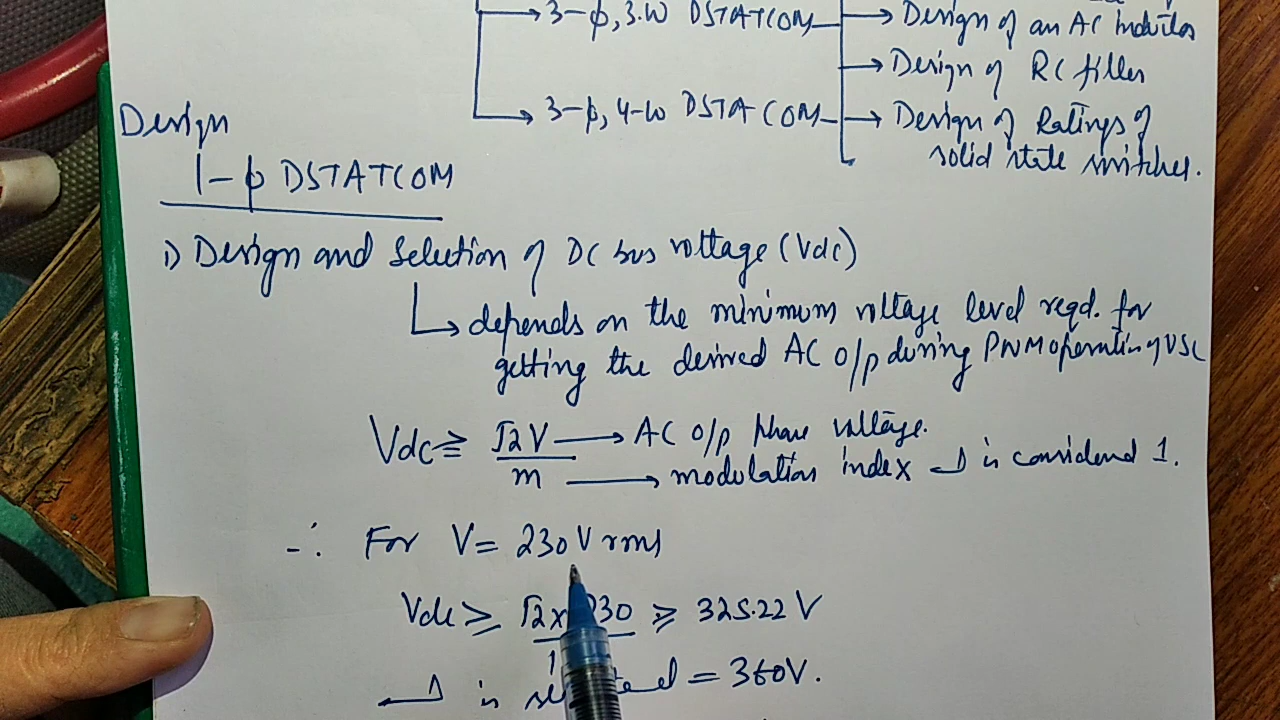 3-ϕ, 3.W DSTATCOM → Design of an AC Inductor
→ Design of RC filter
3-ϕ, 4-W DSTATCOM → Design of Ratings of
solid state switches.
Design
1-ϕ DSTATCOM
1) Design and Selection of DC bus voltage (Vdc)
↳ depends on the minimum voltage level reqd. for
getting the desired AC o/p during PWM operation of VSC
Vdc ≥ √2V/m → AC o/p phase voltage.
→ modulation index → is considered 1.
∴ For V = 230 V rms
Vdc ≥ √2x230/1 ≥ 325.22 V
is = 360V.